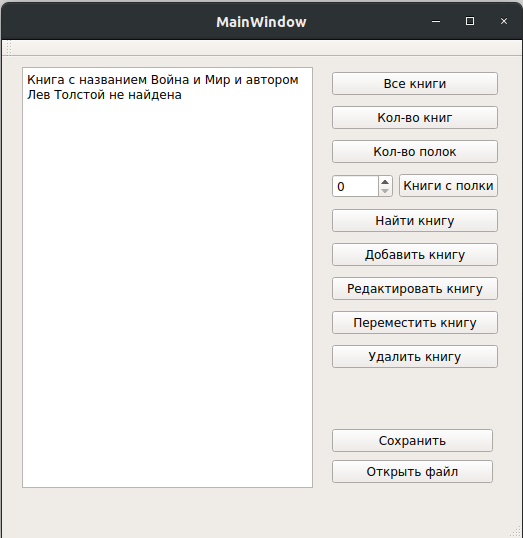 MainWindow
Книга с названием Война и Мир и автором
Лев Толстой не найдена
Все книги
Кол-во книг
Кол-во полок
0
Книги с полки
Найти книгу
Добавить книгу
Редактировать книгу
Переместить книгу
Удалить книгу
Сохранить
Открыть файл